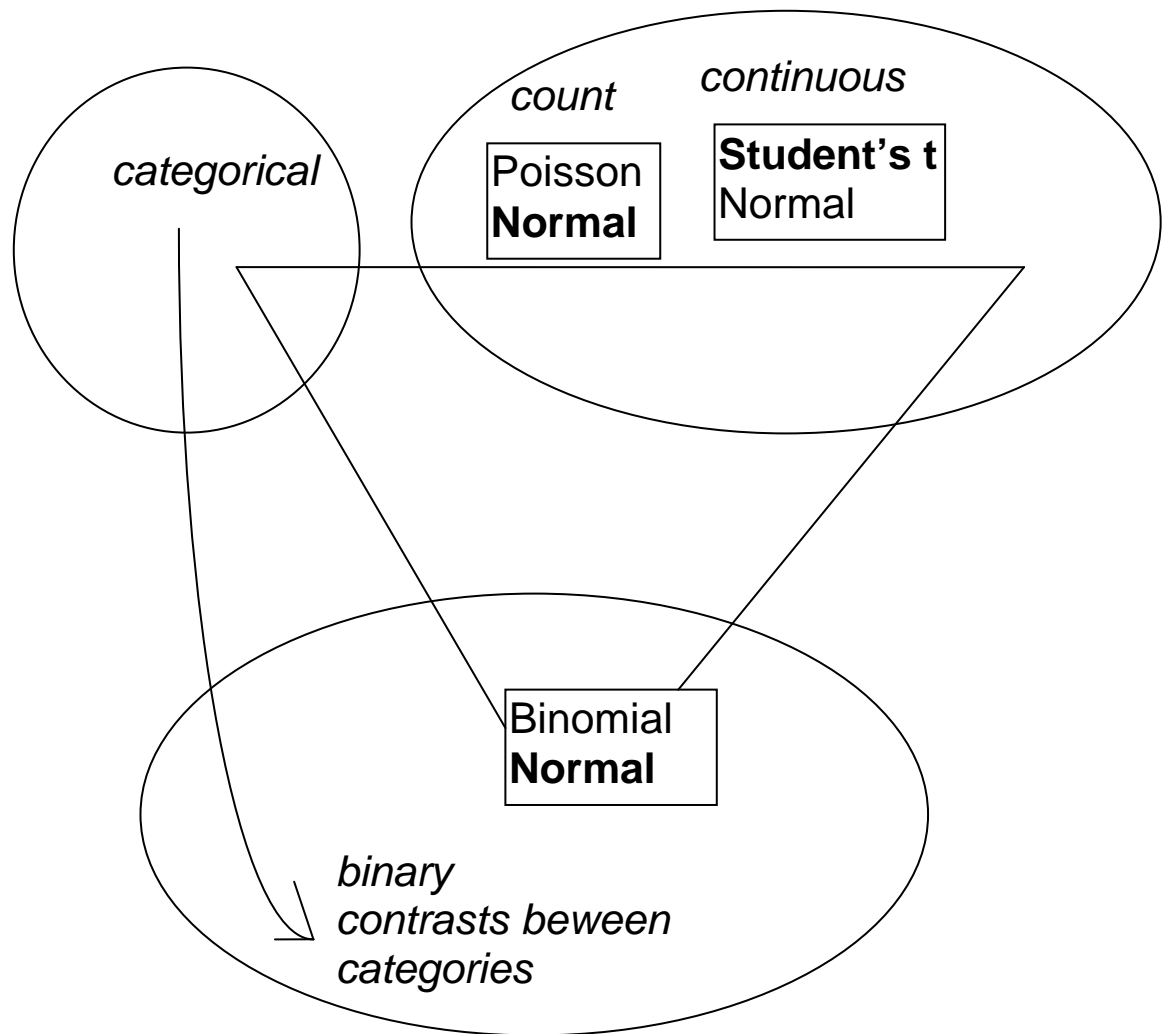 categorical
count
Poisson
Normal
continuous
Student's t
Normal
Binomial
Normal
binary
contrasts beween
categories